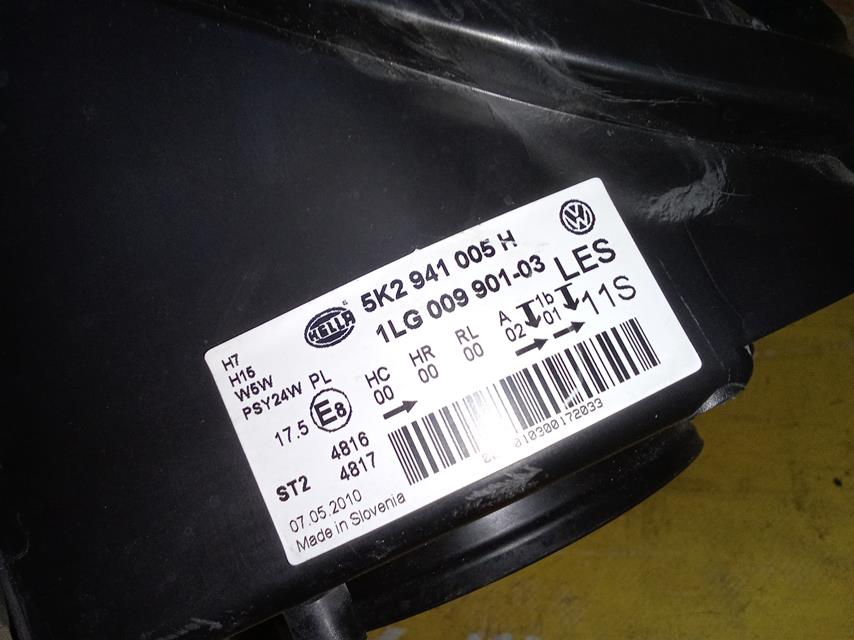 HELLA
5K2 941 005 H
1LG 009 901-03
LES
11S
H7
H15
W5W
PSY24W PL
17.5 E8
HC HR RL A 1b
00 00 00 02 01
4816
ST2 4817
010300172033
07.05.2010
Made in Slovenia